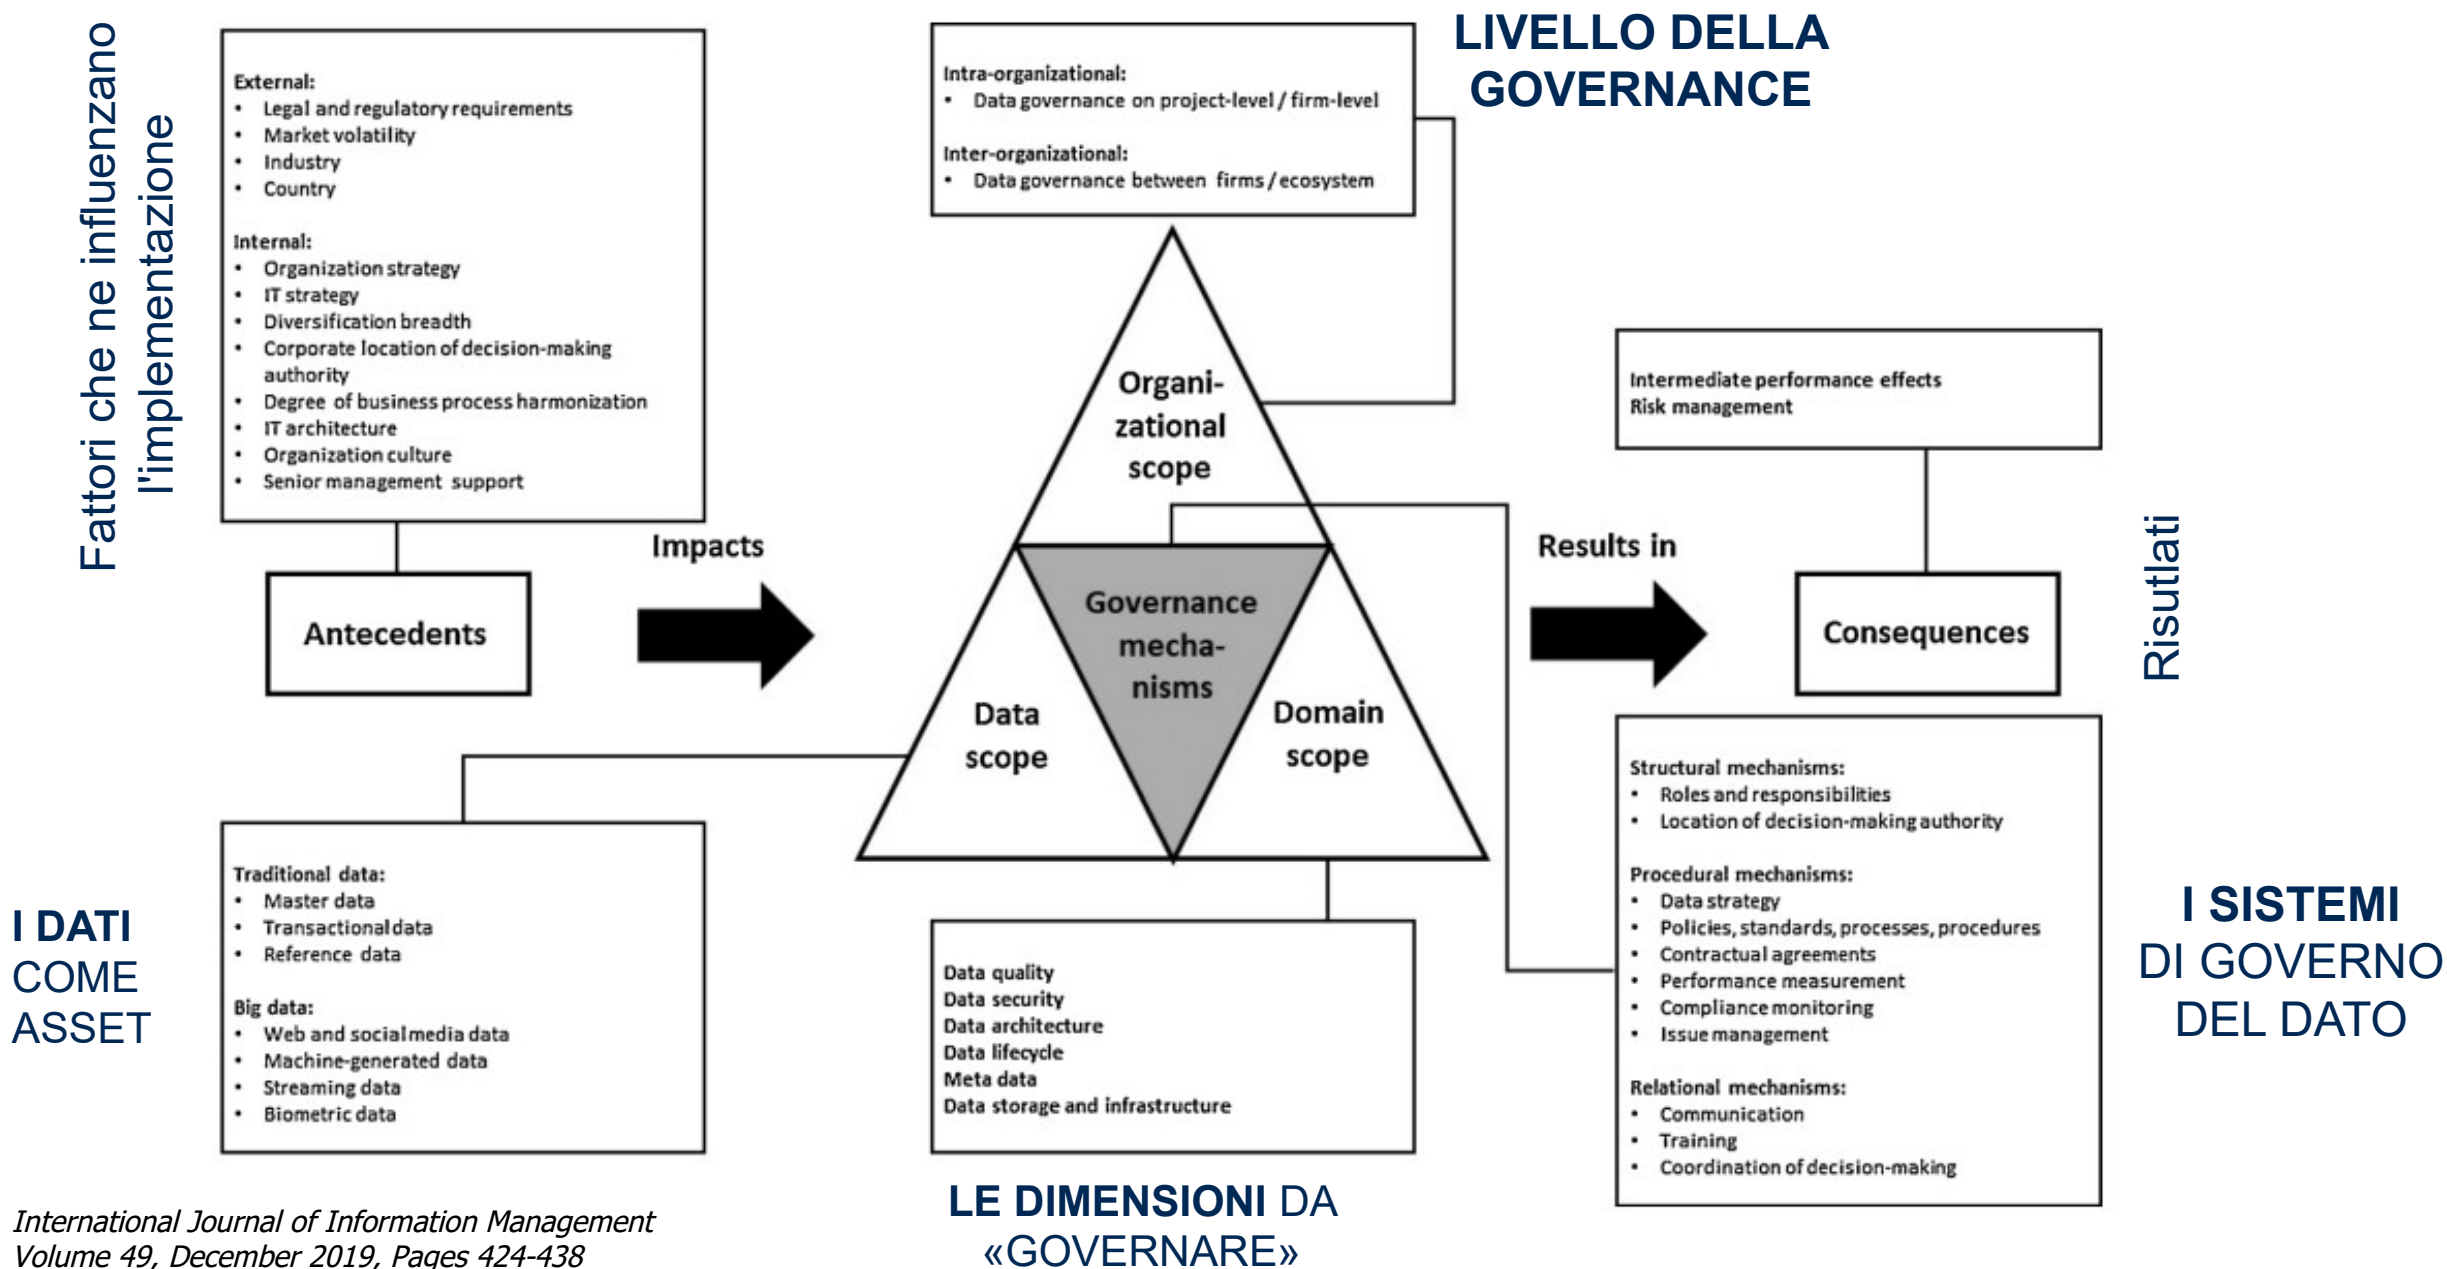 Fattori che ne influenzano
l'implementazione
External:
• Legal and regulatory requirements
• Market volatility
• Industry
• Country
Internal:
• Organization strategy
• IT strategy
• Diversification breadth
• Corporate location of decision-making
authority
• Degree of business process harmonization
• IT architecture
• Organization culture
• Senior management support
Antecedents
Impacts
LIVELLO DELLA
GOVERNANCE
Intra-organizational:
• Data governance on project-level / firm-level
Inter-organizational:
• Data governance between firms / ecosystem
Organi-
zational
scope
Governance
mecha-
nisms
Data
scope
Domain
scope
Results in
Intermediate performance effects
Risk management
Consequences
Risutlati
I DATI
COME
ASSET
Traditional data:
• Master data
• Transactional data
• Reference data
Big data:
• Web and social media data
• Machine-generated data
• Streaming data
• Biometric data
Data quality
Data security
Data architecture
Data lifecycle
Meta data
Data storage and infrastructure
LE DIMENSIONI DA
«GOVERNARE»
Structural mechanisms:
• Roles and responsibilities
• Location of decision-making authority
Procedural mechanisms:
• Data strategy
• Policies, standards, processes, procedures
• Contractual agreements
• Performance measurement
• Compliance monitoring
• Issue management
Relational mechanisms:
• Communication
• Training
• Coordination of decision-making
I SISTEMI
DI GOVERNO
DEL DATO
International Journal of Information Management
Volume 49, December 2019, Pages 424-438